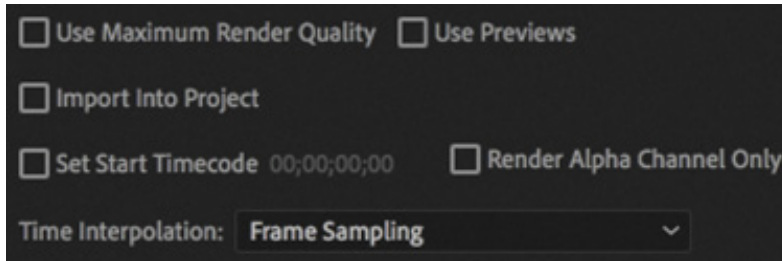 Use Maximum Render Quality Use Previews
Import Into Project
Set Start Timecode 00;00;00;00 Render Alpha Channel Only
Time Interpolation: Frame Sampling